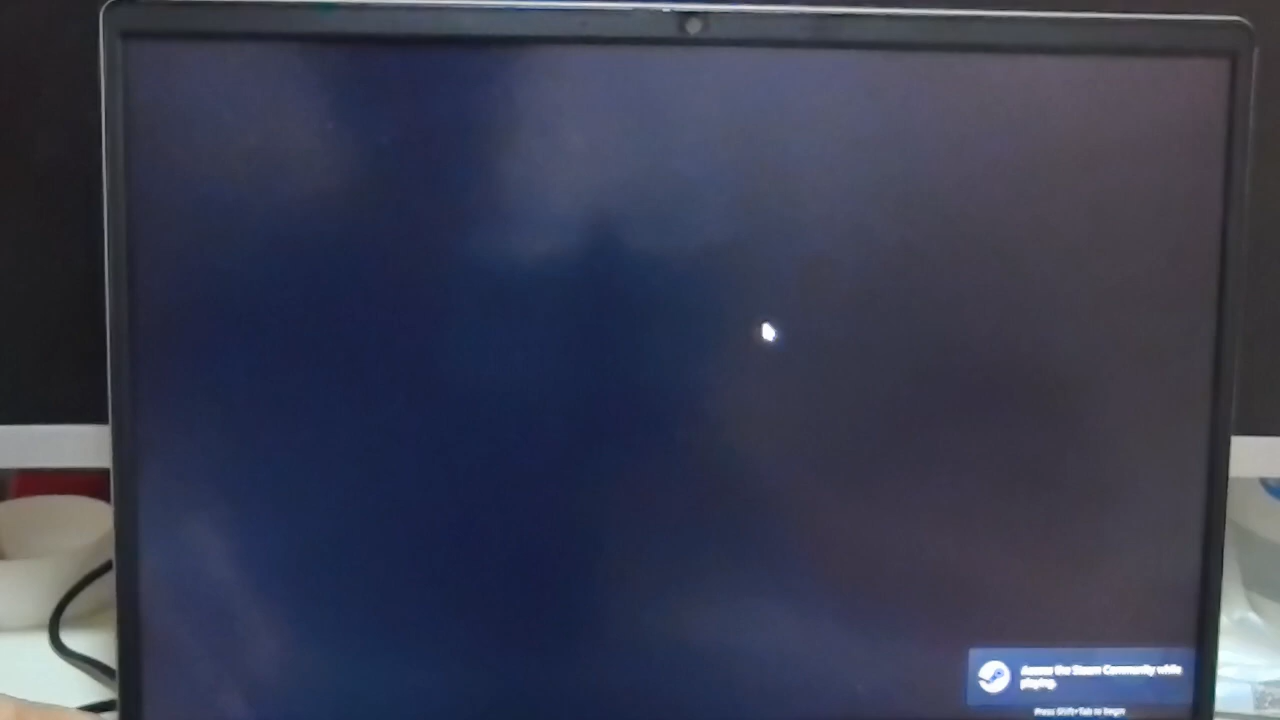 Access the Steam Community while
playing.
Press Shift+Tab to begin